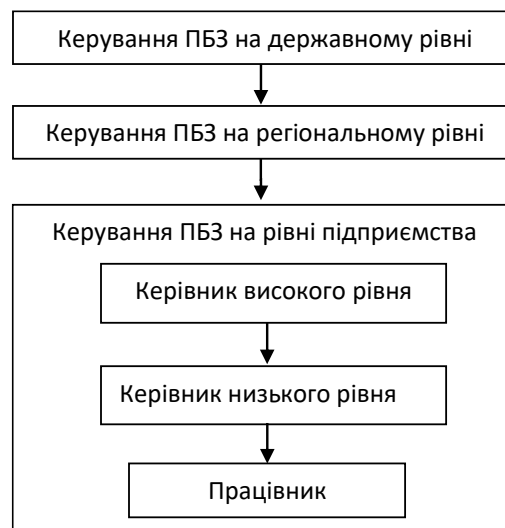 Керування ПБЗ на державному рівні
Керування ПБЗ на регіональному рівні
Керування ПБЗ на рівні підприємства
Керівник високого рівня
Керівник низького рівня
Працівник